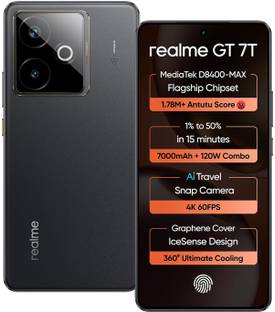 realme GT 7T
MediaTek D8400-MAX
Flagship Chipset
1.78M+ Antutu Score
1% to 50%
in 15 minutes
7000mAh + 120W Combo
Ai Travel
Snap Camera
4K 60FPS
Graphene Cover
IceSense Design
360° Ultimate Cooling
realme